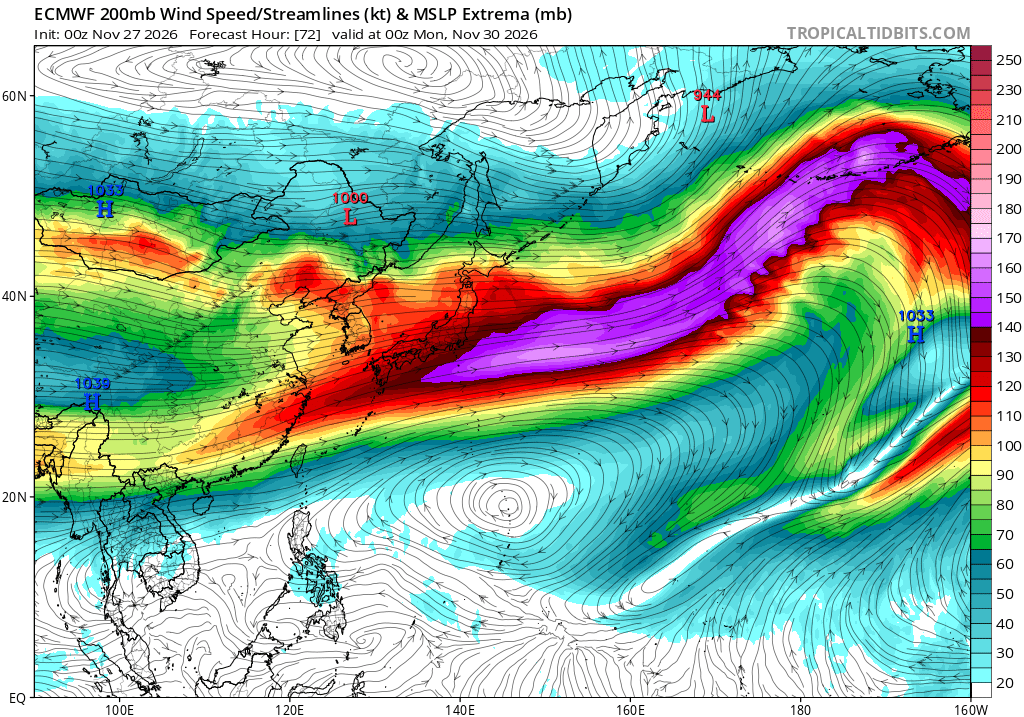 ECMWF 200mb Wind Speed/Streamlines (kt) & MSLP Extrema (mb)
Init: 00z Nov 27 2026 Forecast Hour: [72] valid at 00z Mon, Nov 30 2026
TROPICALTIDBITS.COM
60N
40N
20N
EQ
100E
120E
140E
160E
180
160W
944
L
1033
H
1000
L
1033
H
1039
H
250
230
210
200
190
180
170
160
150
140
130
120
110
100
90
80
70
60
50
40
30
20